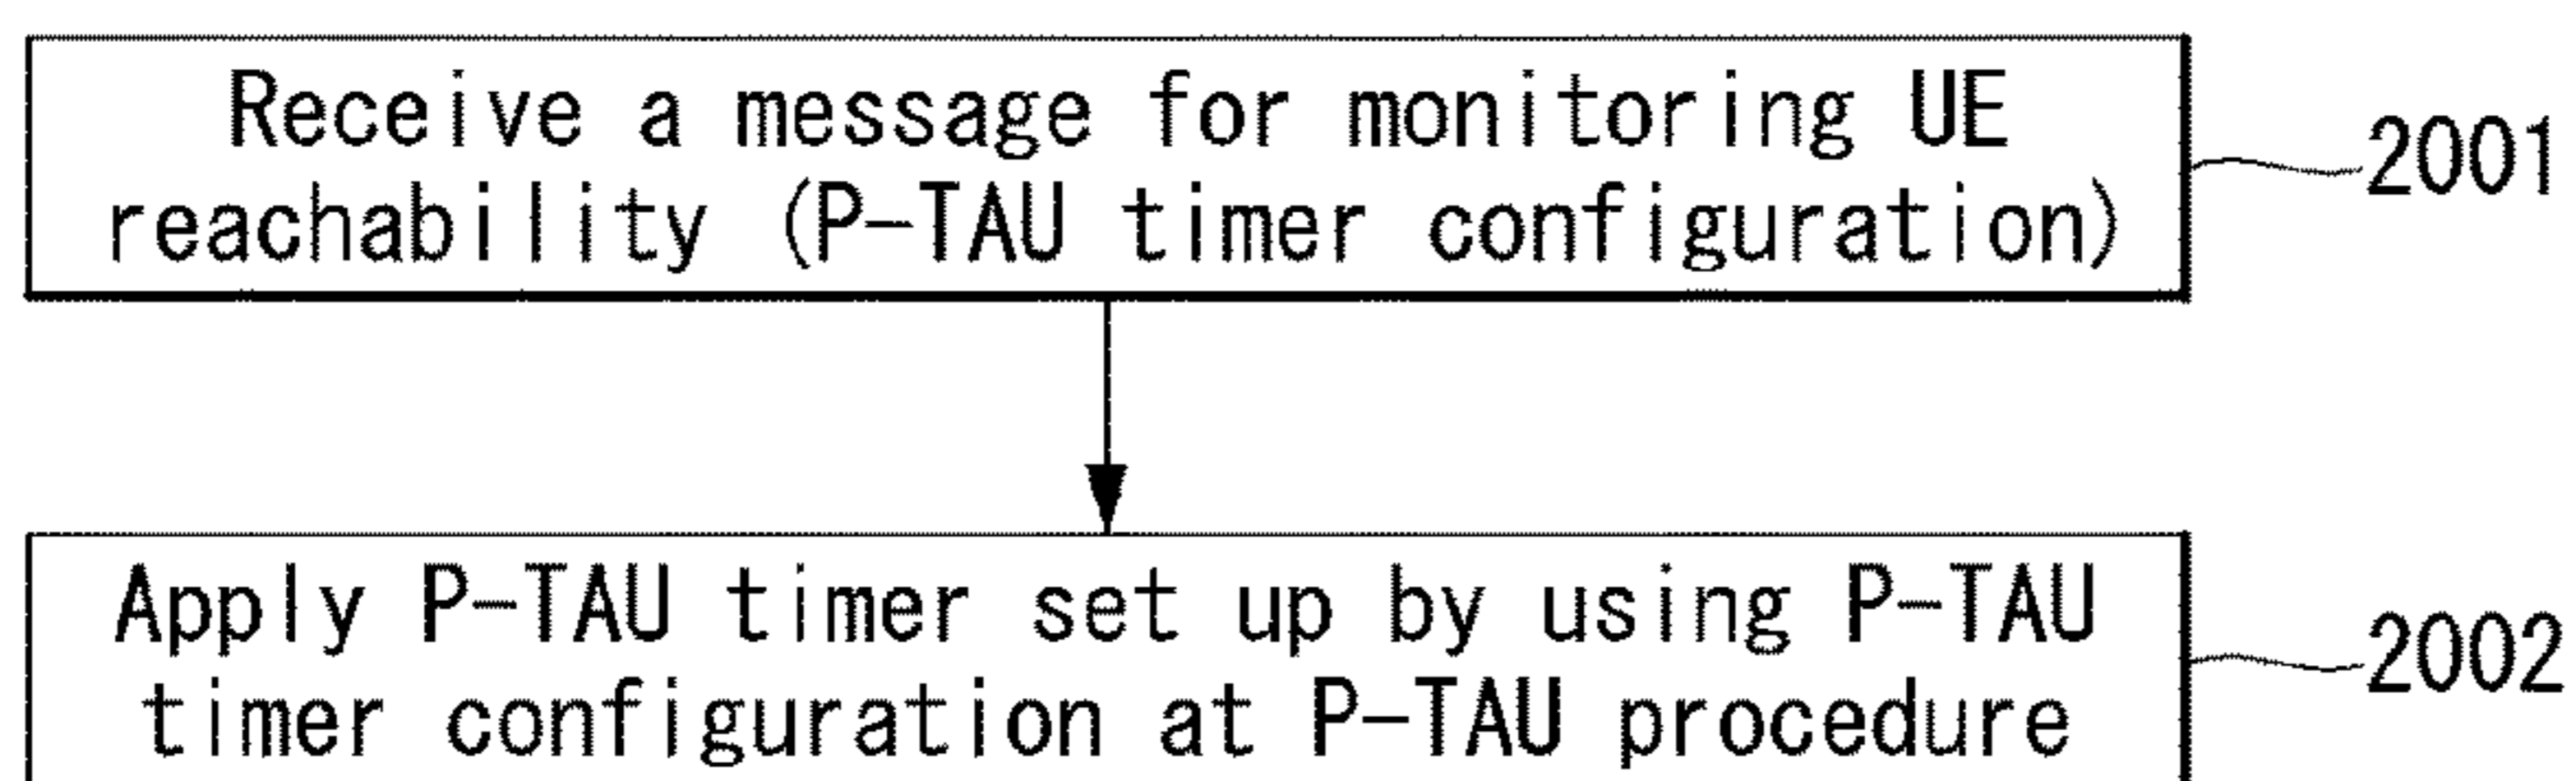 Receive a message for monitoring UE
reachability (P-TAU timer configuration)
2001
Apply P-TAU timer set up by using P-TAU
timer configuration at P-TAU procedure
2002